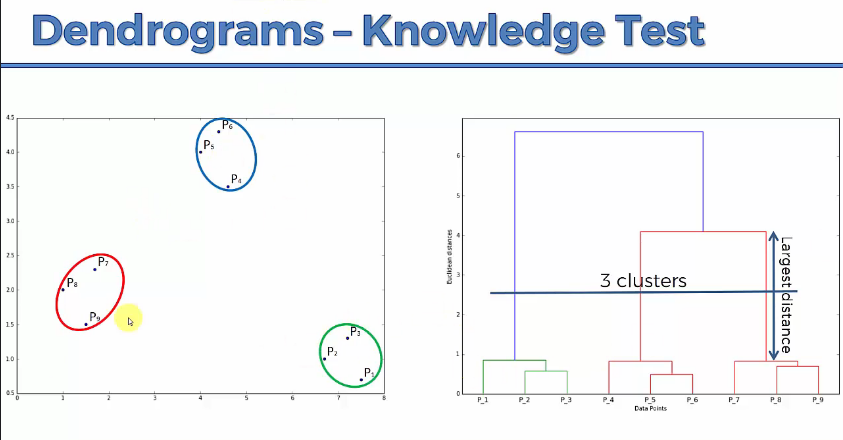 Dendrograms – Knowledge Test
4.5
4.0
3.5
3.0
2.5
2.0
1.5
1.0
0.5
0
1
2
3
4
5
6
7
8
P6
P5
P4
P7
P8
P9
P3
P2
P1
6
5
4
3
2
1
0
Euclidean distances
3 clusters
Largest distance
P_1
P_2
P_3
P_4
P_5
P_6
P_7
P_8
P_9
Data Points